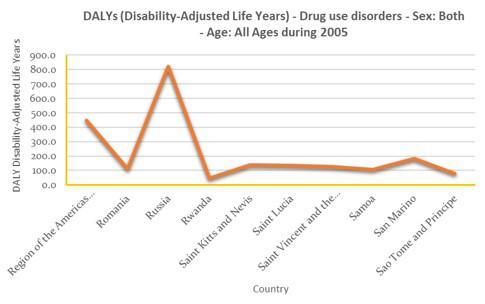 DALYs (Disability-Adjusted Life Years) - Drug use disorders - Sex: Both
- Age: All Ages during 2005
DALY Disability-Adjusted Life Years
900.0
800.0
700.0
600.0
500.0
400.0
300.0
200.0
100.0
0.0
Region of the Americas...
Romania
Russia
Rwanda
Saint Kitts and Nevis
Saint Lucia
Saint Vincent and the...
Samoa
San Marino
Sao Tome and Principe
Country